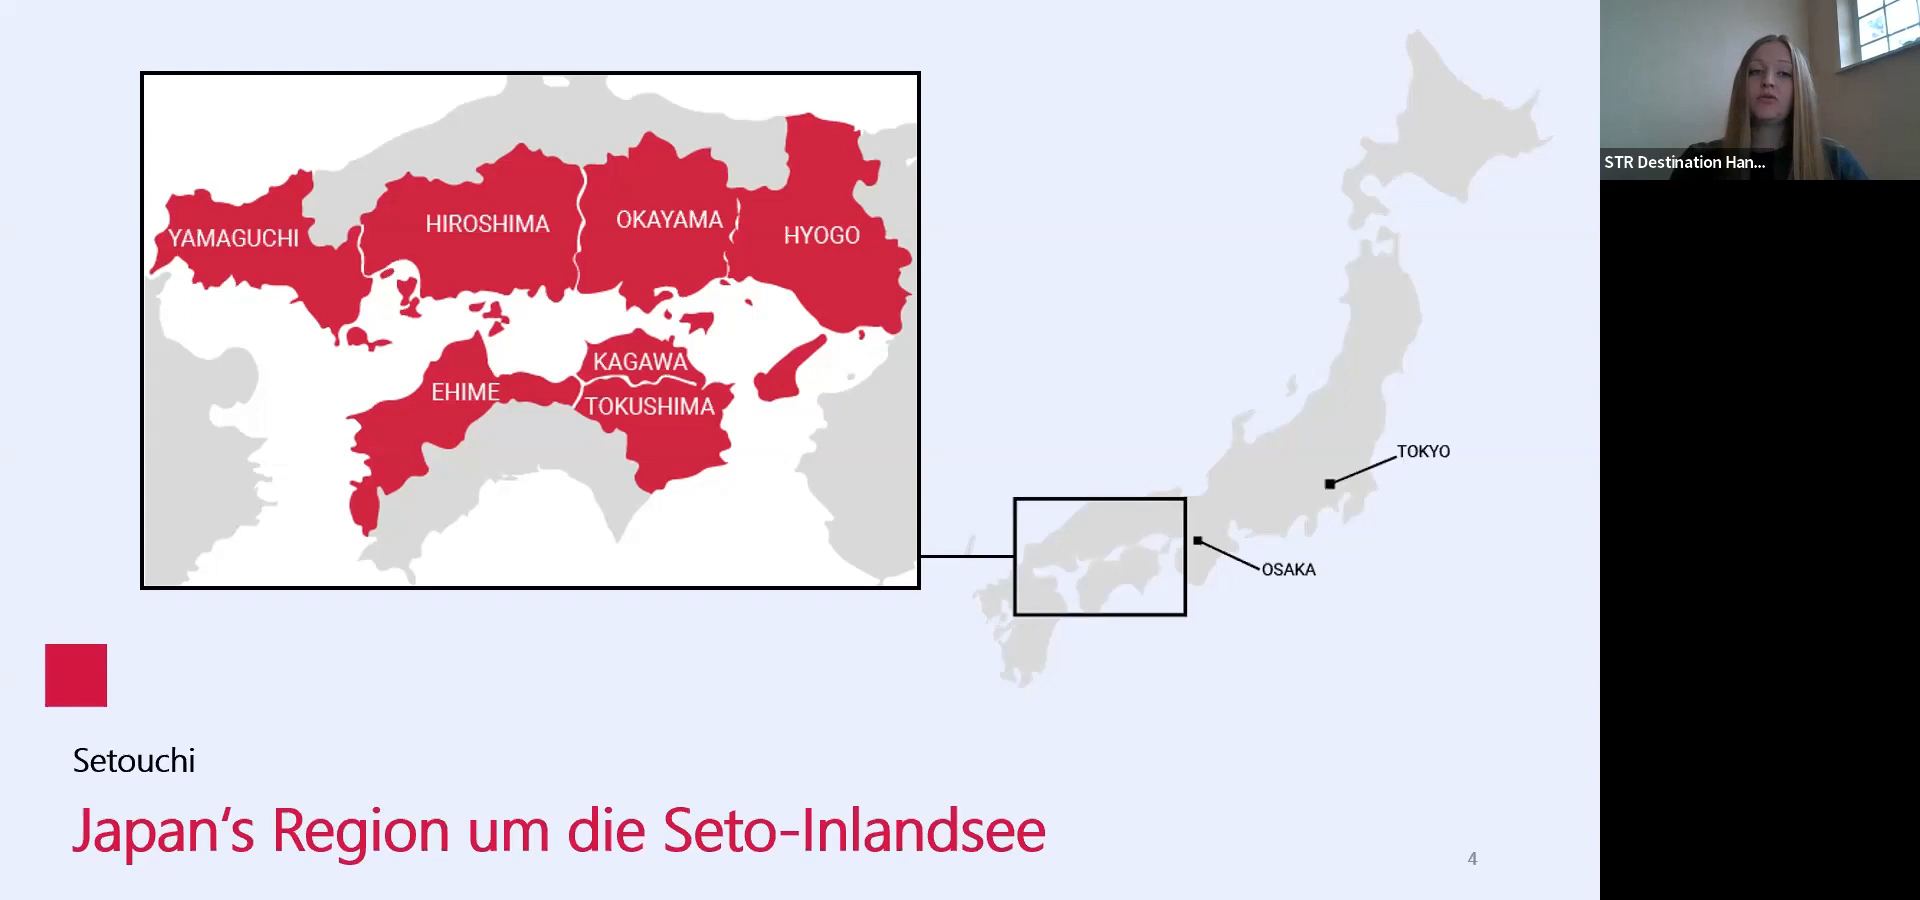 YAMAGUCHI
HIROSHIMA
OKAYAMA
HYOGO
EHIME
KAGAWA
TOKUSHIMA
TOKYO
OSAKA
Setouchi
Japan‘s Region um die Seto-Inlandsee
4
STR Destination Han...